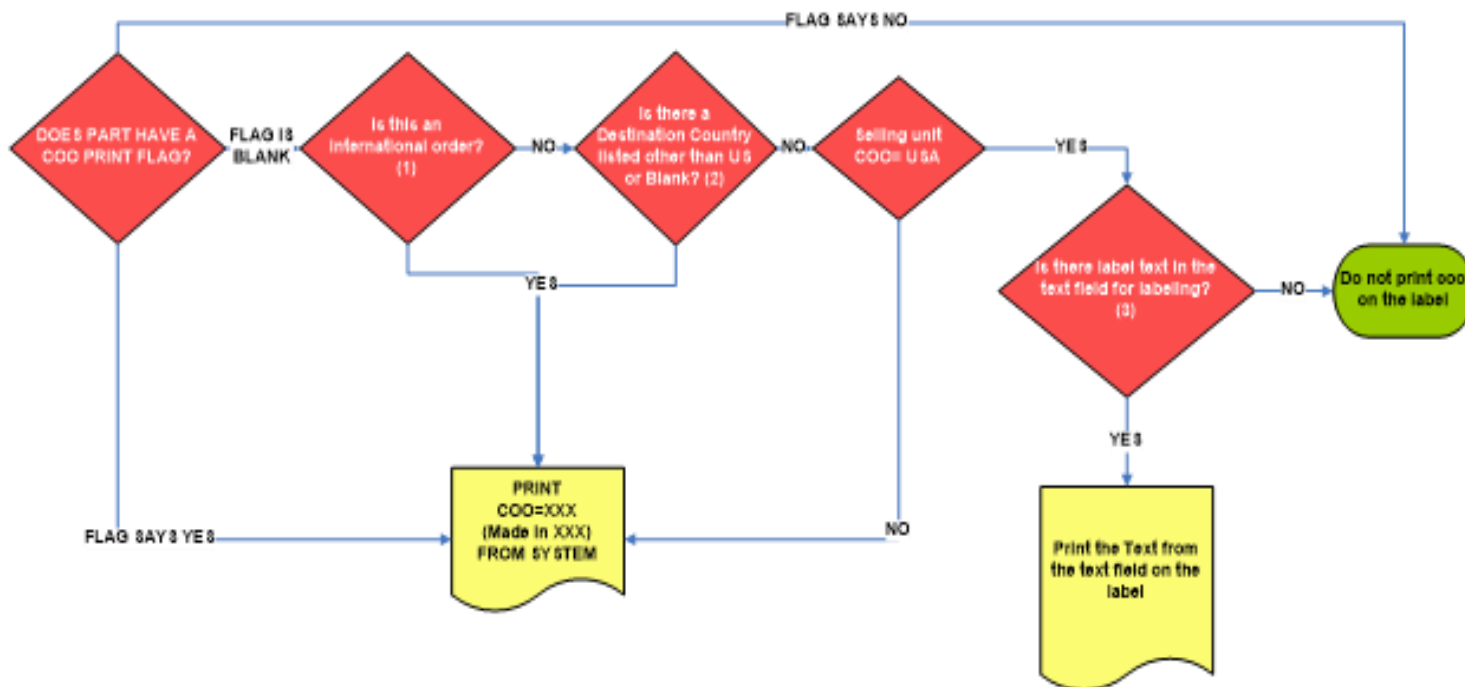 FLAG SAYS NO
DOES PART HAVE A
COO PRINT FLAG?
FLAG IS
BLANK
Is this an
International order?
(1)
NO
Is there a
Destination Country
listed other than US
or Blank? (2)
NO
Selling unit
COO= USA
YES
Is there label text in the
text field for labeling?
(3)
NO
Do not print coo
on the label
YES
YES
PRINT
COO=XXX
(Made in XXX)
FROM SYSTEM
FLAG SAYS YES
NO
Print the Text from
the text field on the
label